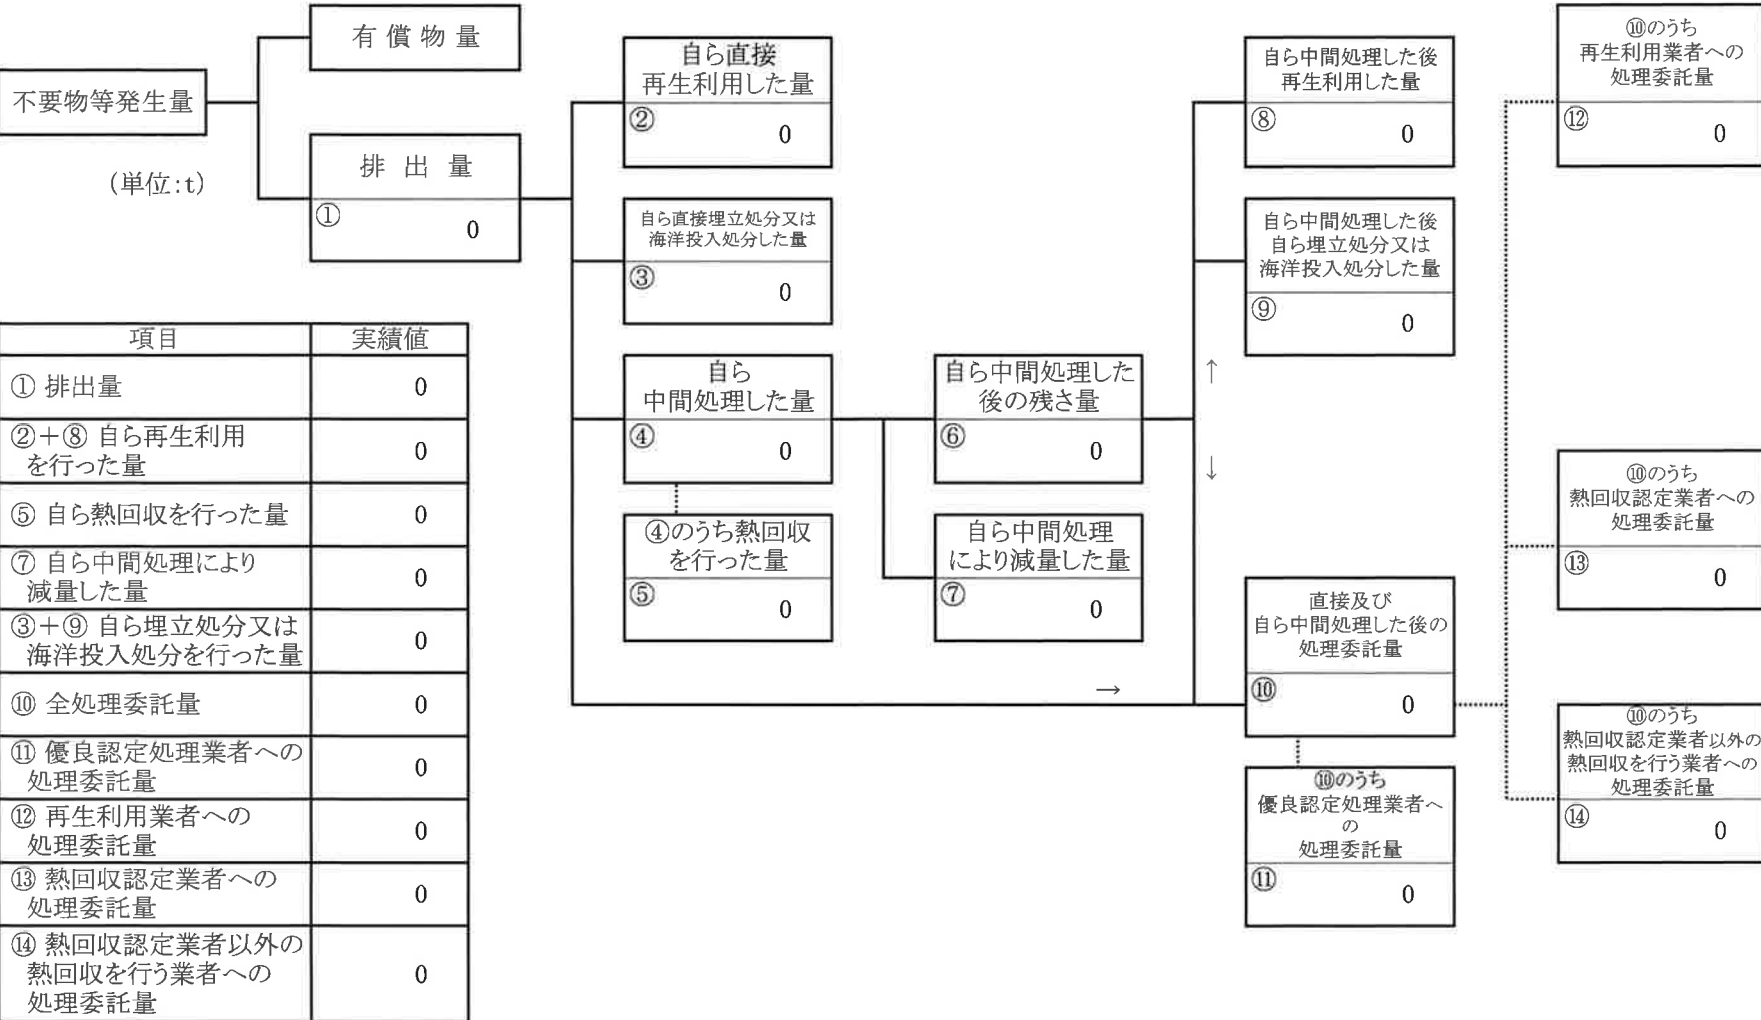 不要物等発生量
(単位:t)
有償物量
排出量
① 0
自ら直接
再生利用した量
② 0
自ら直接埋立処分又は
海洋投入処分した量
③ 0
自ら
中間処理した量
④ 0
④のうち熱回収
を行った量
⑤ 0
自ら中間処理した
後の残さ量
⑥ 0
自ら中間処理
により減量した量
⑦ 0
→
↑
↓
自ら中間処理した後
再生利用した量
⑧ 0
自ら中間処理した後
自ら埋立処分又は
海洋投入処分した量
⑨ 0
直接及び
自ら中間処理した後の
処理委託量
⑩ 0
⑩のうち
優良認定処理業者へ
の
処理委託量
⑪ 0
⑩のうち
再生利用業者への
処理委託量
⑫ 0
⑩のうち
熱回収認定業者への
処理委託量
⑬ 0
⑩のうち
熱回収認定業者以外の
熱回収を行う業者への
処理委託量
⑭ 0
項目 実績値
① 排出量 0
②+⑧ 自ら再生利用
を行った量 0
⑤ 自ら熱回収を行った量 0
⑦ 自ら中間処理により
減量した量 0
③+⑨ 自ら埋立処分又は
海洋投入処分を行った量 0
⑩ 全処理委託量 0
⑪ 優良認定処理業者への
処理委託量 0
⑫ 再生利用業者への
処理委託量 0
⑬ 熱回収認定業者への
処理委託量 0
⑭ 熱回収認定業者以外の
熱回収を行う業者への
処理委託量 0